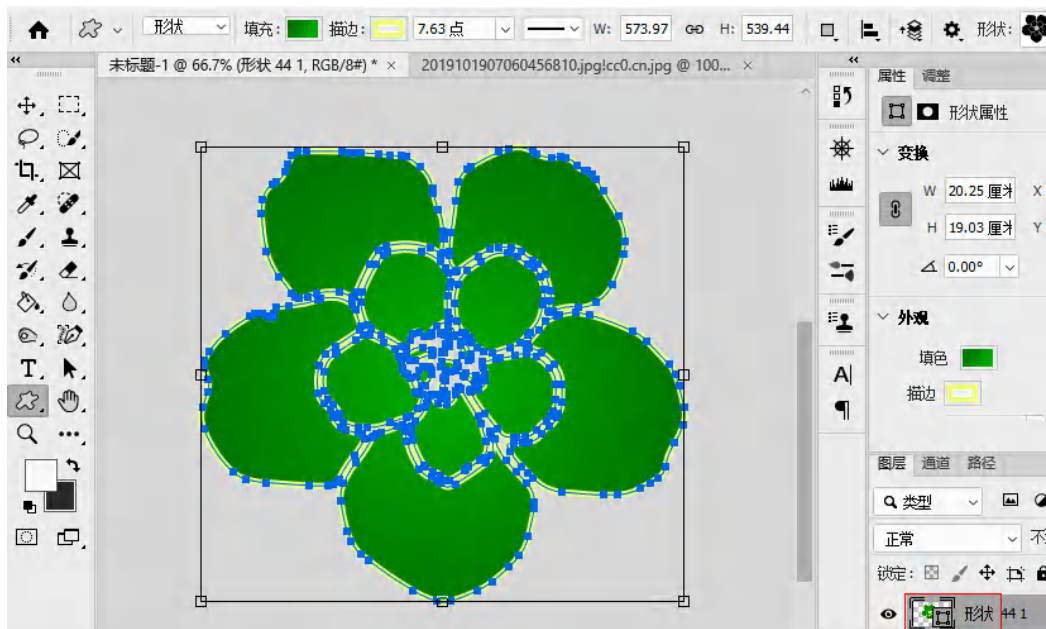 形状 填充: 描边: 7.63 点 W: 573.97 H: 539.44 形状:
未标题-1 @ 66.7% (形状 44 1, RGB/8#) * × 2019101907060456810.jpg!cc0.cn.jpg @ 100... ×
属性 调整
形状属性
变换
W 20.25 厘米 X
H 19.03 厘米 Y
0.00°
外观
填色
描边
图层 通道 路径
类型
正常
锁定:
形状 44 1